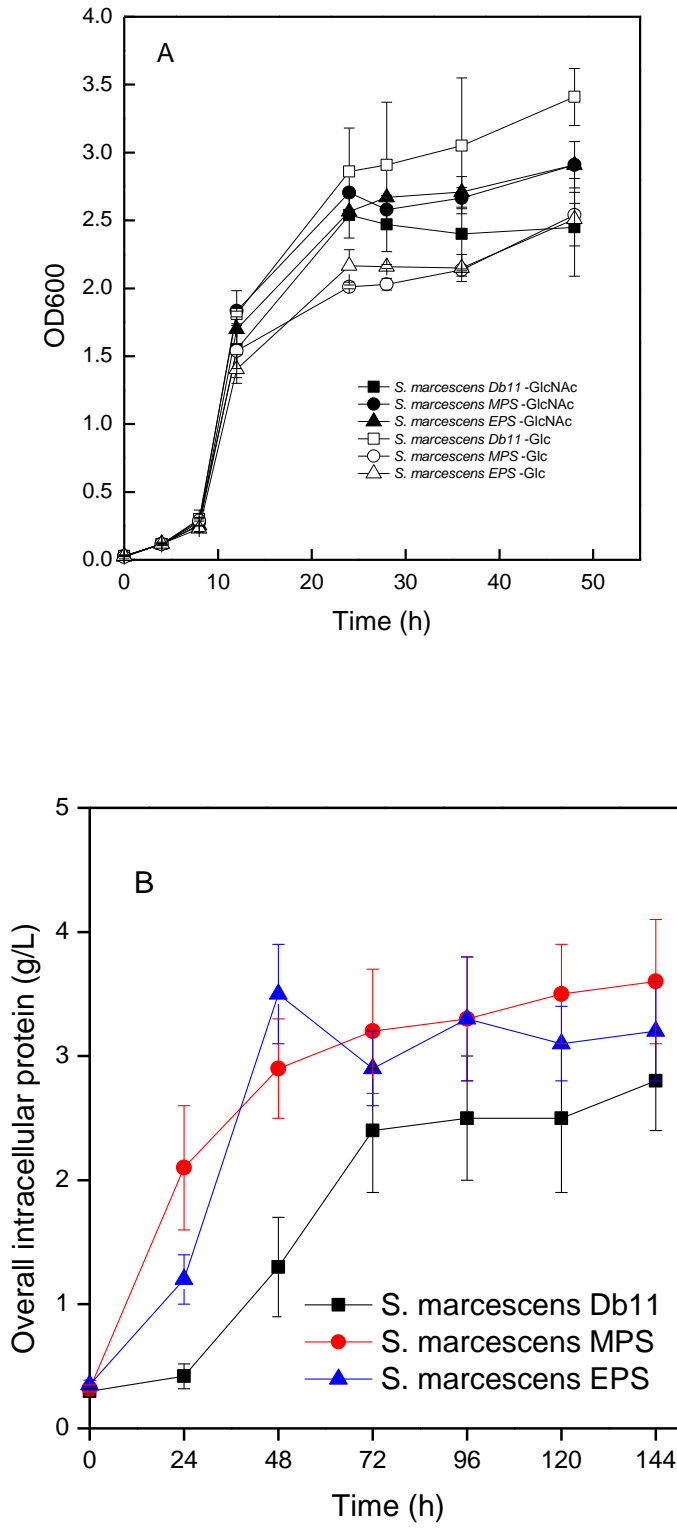 A
4.0
3.5
3.0
2.5
2.0
1.5
1.0
0.5
0.0
OD600
S. marcescens Db11 -GlcNAc
S. marcescens MPS -GlcNAc
S. marcescens EPS -GlcNAc
S. marcescens Db11 -Glc
S. marcescens MPS -Glc
S. marcescens EPS -Glc
0 10 20 30 40 50
Time (h)
B
5
4
3
2
1
0
Overall intracellular protein (g/L)
S. marcescens Db11
S. marcescens MPS
S. marcescens EPS
0 24 48 72 96 120 144
Time (h)